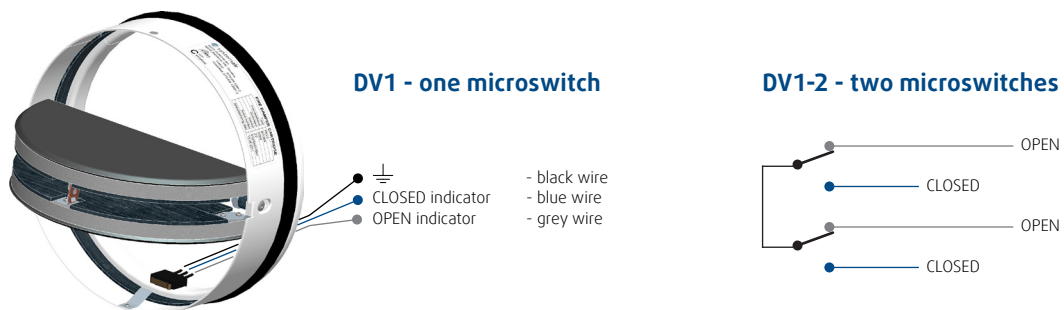 DV1 - one microswitch
- black wire
CLOSED indicator - blue wire
OPEN indicator - grey wire
DV1-2 - two microswitches
OPEN
CLOSED
OPEN
CLOSED